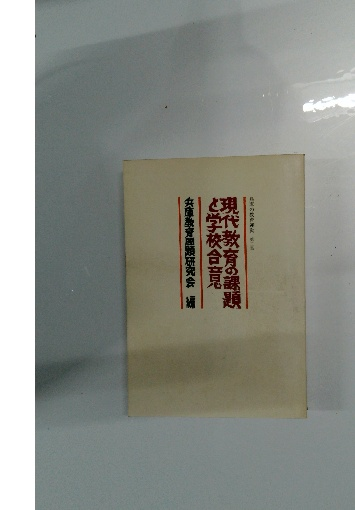 現代教育の課題
と学校合意
兵庫教育問題研究会 編